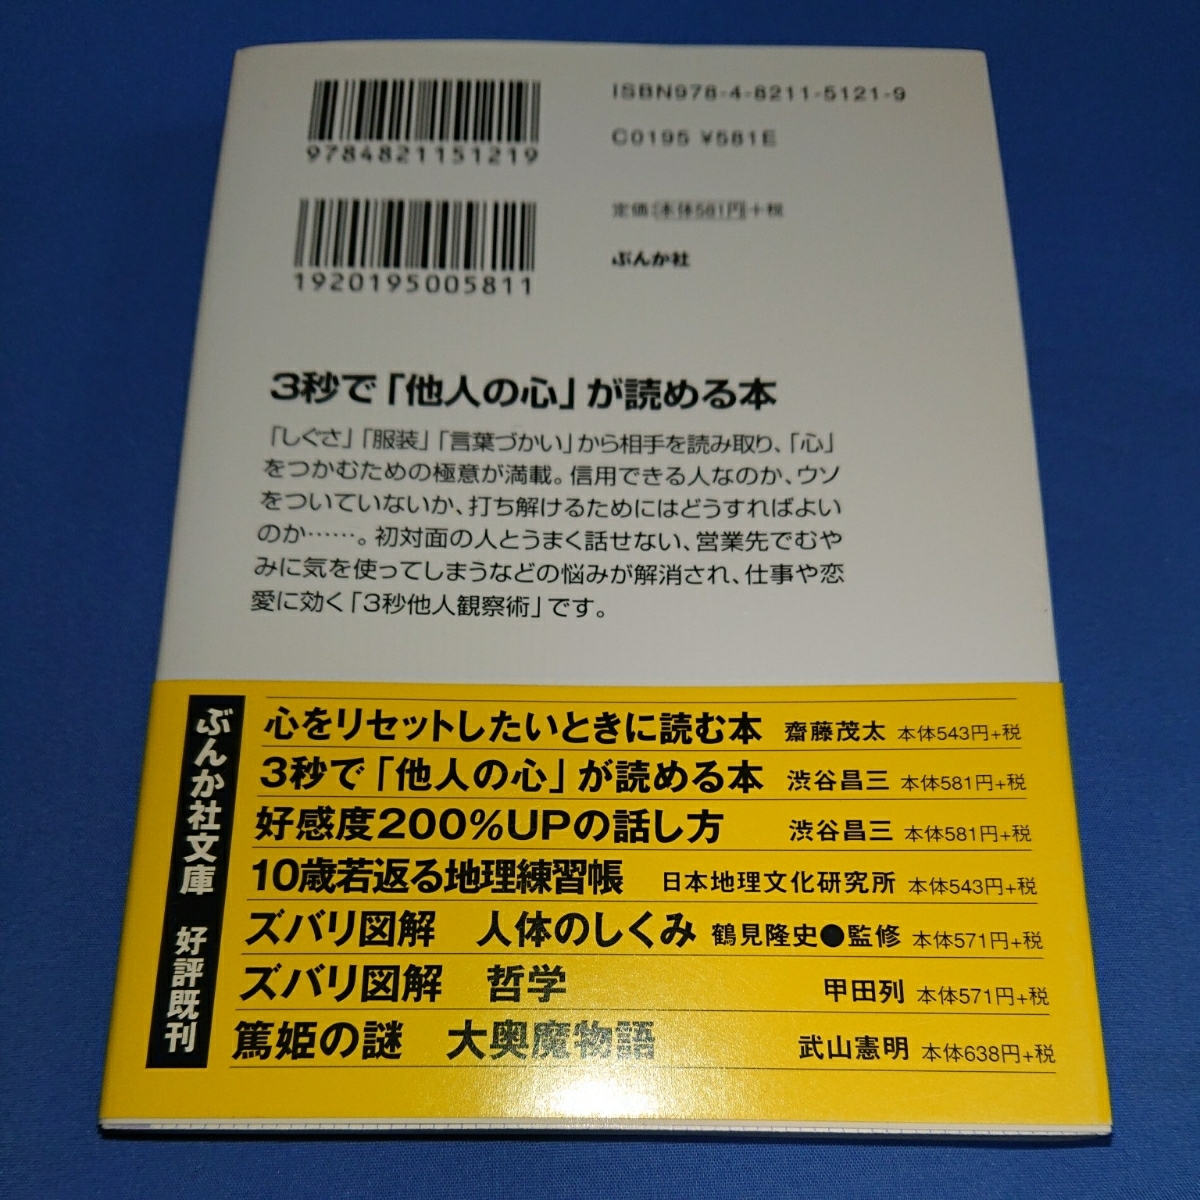 9784821151219
ISBN978-4-8211-5121-9
C0195 ¥581E
1920195005811
定価[本体581円]+税
ぶんか社
3秒で「他人の心」が読める本
「しぐさ」「服装」「言葉づかい」から相手を読み取り、「心」
をつかむための極意が満載。信用できる人なのか、ウソ
をついていないか、打ち解けるためにはどうすればよい
のか……。初対面の人とうまく話せない、営業先でむや
みに気を使ってしまうなどの悩みが解消され、仕事や恋
愛に効く「3秒他人観察術」です。
ぶんか社文庫 好評既刊
心をリセットしたいときに読む本 齋藤茂太 本体543円+税
3秒で「他人の心」が読める本 渋谷昌三 本体581円+税
好感度200%UPの話し方 渋谷昌三 本体581円+税
10歳若返る地理練習帳 日本地理文化研究所 本体543円+税
ズバリ図解 人体のしくみ 鶴見隆史●監修 本体571円+税
ズバリ図解 哲学 甲田列 本体571円+税
篤姫の謎 大奥魔物語 武山憲明 本体638円+税